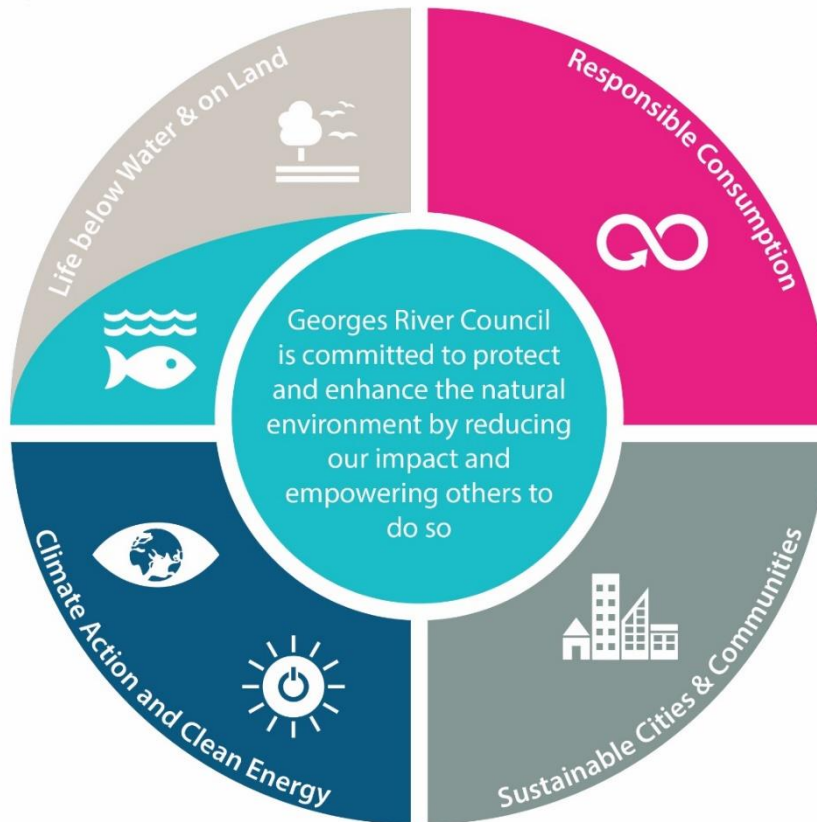 Life below Water & on Land
Responsible Consumption
Georges River Council
is committed to protect
and enhance the natural
environment by reducing
our impact and
empowering others to
do so
Climate Action and Clean Energy
Sustainable Cities & Communities